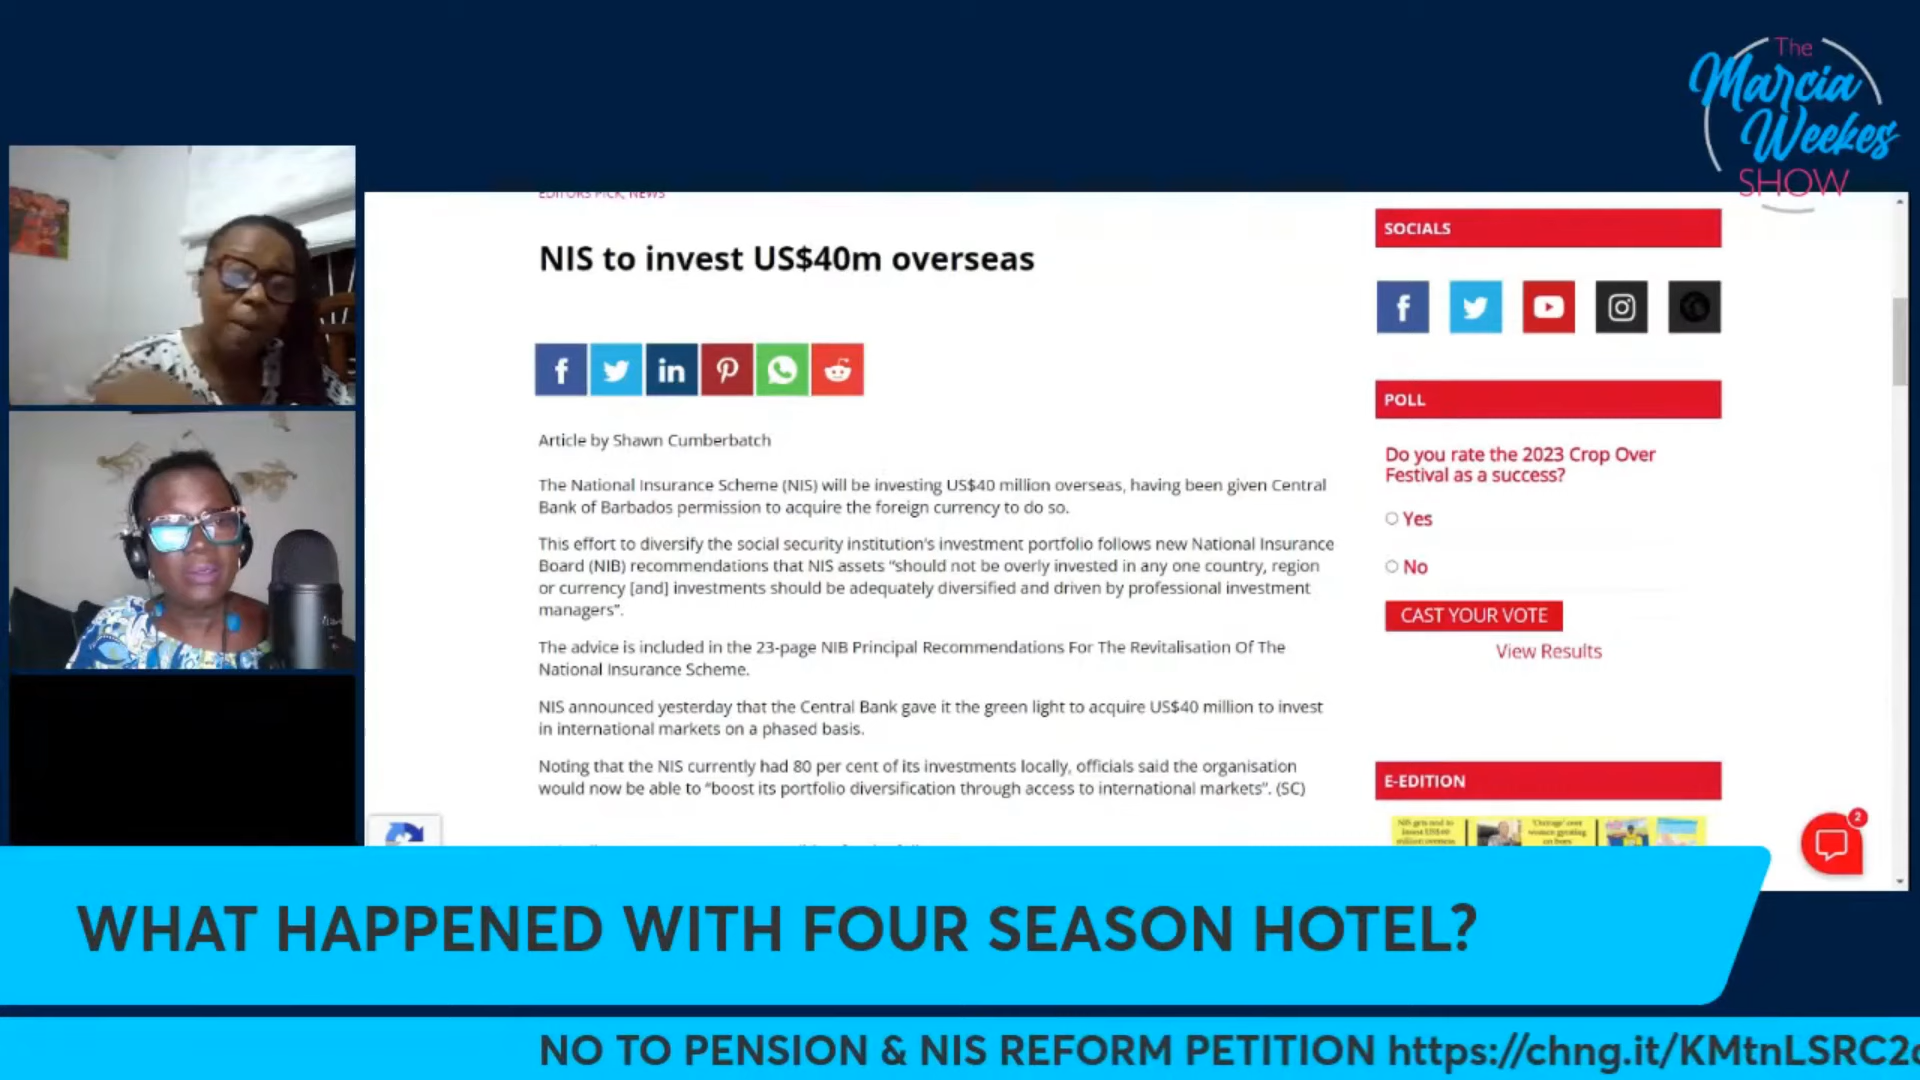 The
Marcia
Weekes
SHOW
EDITORS PICK, NEWS
NIS to invest US$40m overseas
Article by Shawn Cumberbatch
The National Insurance Scheme (NIS) will be investing US$40 million overseas, having been given Central
Bank of Barbados permission to acquire the foreign currency to do so.
This effort to diversify the social security institution's investment portfolio follows new National Insurance
Board (NIB) recommendations that NIS assets “should not be overly invested in any one country, region
or currency [and] investments should be adequately diversified and driven by professional investment
managers”.
The advice is included in the 23-page NIB Principal Recommendations For The Revitalisation Of The
National Insurance Scheme.
NIS announced yesterday that the Central Bank gave it the green light to acquire US$40 million to invest
in international markets on a phased basis.
Noting that the NIS currently had 80 per cent of its investments locally, officials said the organisation
would now be able to “boost its portfolio diversification through access to international markets”. (SC)
SOCIALS
POLL
Do you rate the 2023 Crop Over
Festival as a success?
Yes
No
CAST YOUR VOTE
View Results
E-EDITION
2
WHAT HAPPENED WITH FOUR SEASON HOTEL?
NO TO PENSION & NIS REFORM PETITION https://chng.it/KMtnLSRC2